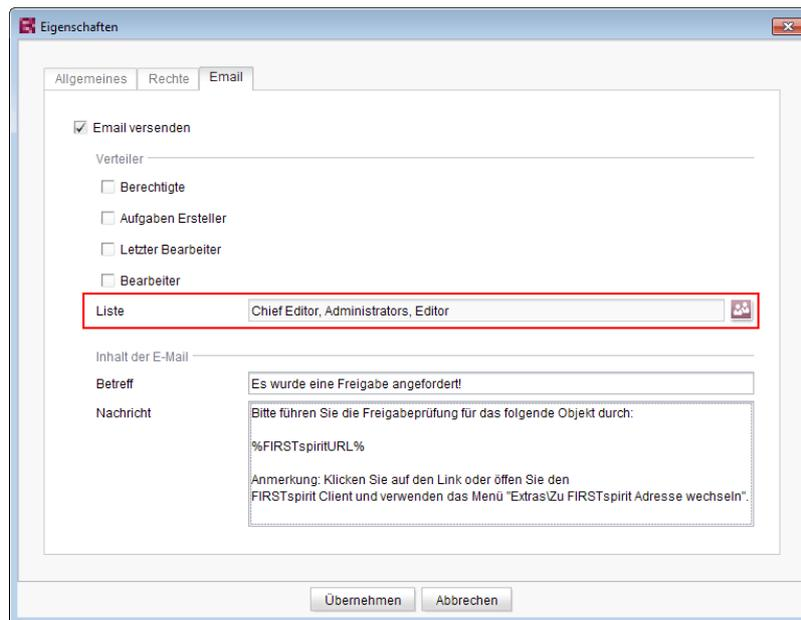 Eigenschaften
Allgemeines Rechte Email
Email versenden
Verteiler
Berechtigte
Aufgaben Ersteller
Letzter Bearbeiter
Bearbeiter
Liste Chief Editor, Administrators, Editor
Inhalt der E-Mail
Betreff Es wurde eine Freigabe angefordert!
Nachricht Bitte führen Sie die Freigabeprüfung für das folgende Objekt durch:
%FIRSTspiritURL%
Anmerkung: Klicken Sie auf den Link oder öffen Sie den
FIRSTspirit Client und verwenden das Menü "Extras\Zu FIRSTspirit Adresse wechseln".
Übernehmen Abbrechen